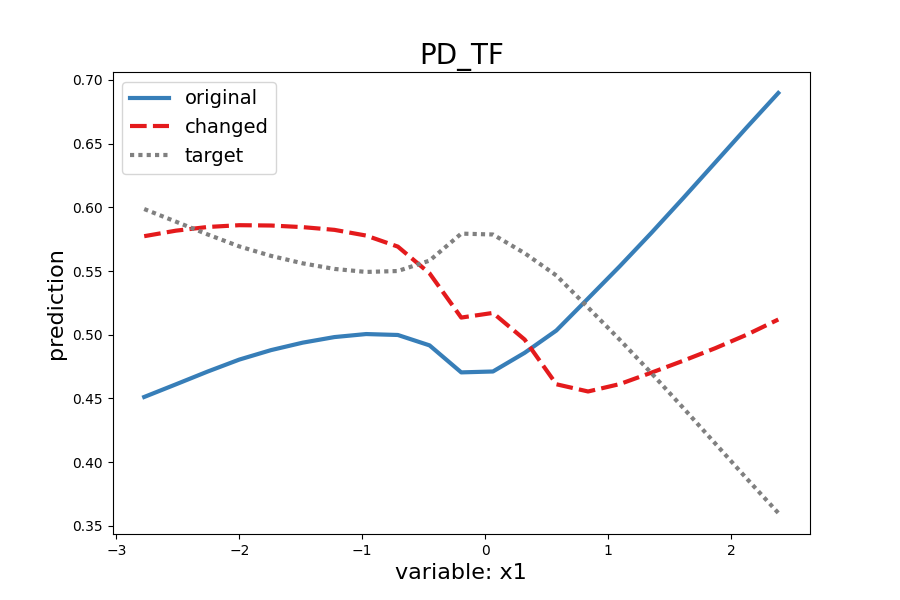 PD_TF
original
changed
target
prediction
0.70
0.65
0.60
0.55
0.50
0.45
0.40
0.35
−3
−2
−1
0
1
2
variable: x1